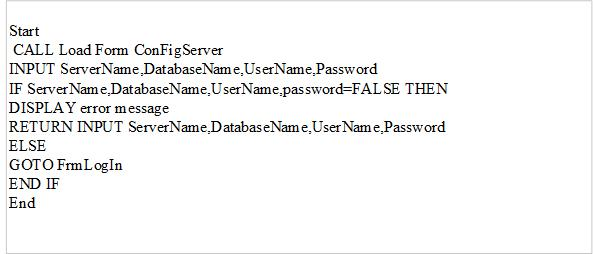 Start
CALL Load Form ConFigServer
INPUT ServerName,DatabaseName,UserName,Password
IF ServerName,DatabaseName,UserName,password=FALSE THEN
DISPLAY error message
RETURN INPUT ServerName,DatabaseName,UserName,Password
ELSE
GOTO FrmLogIn
END IF
End